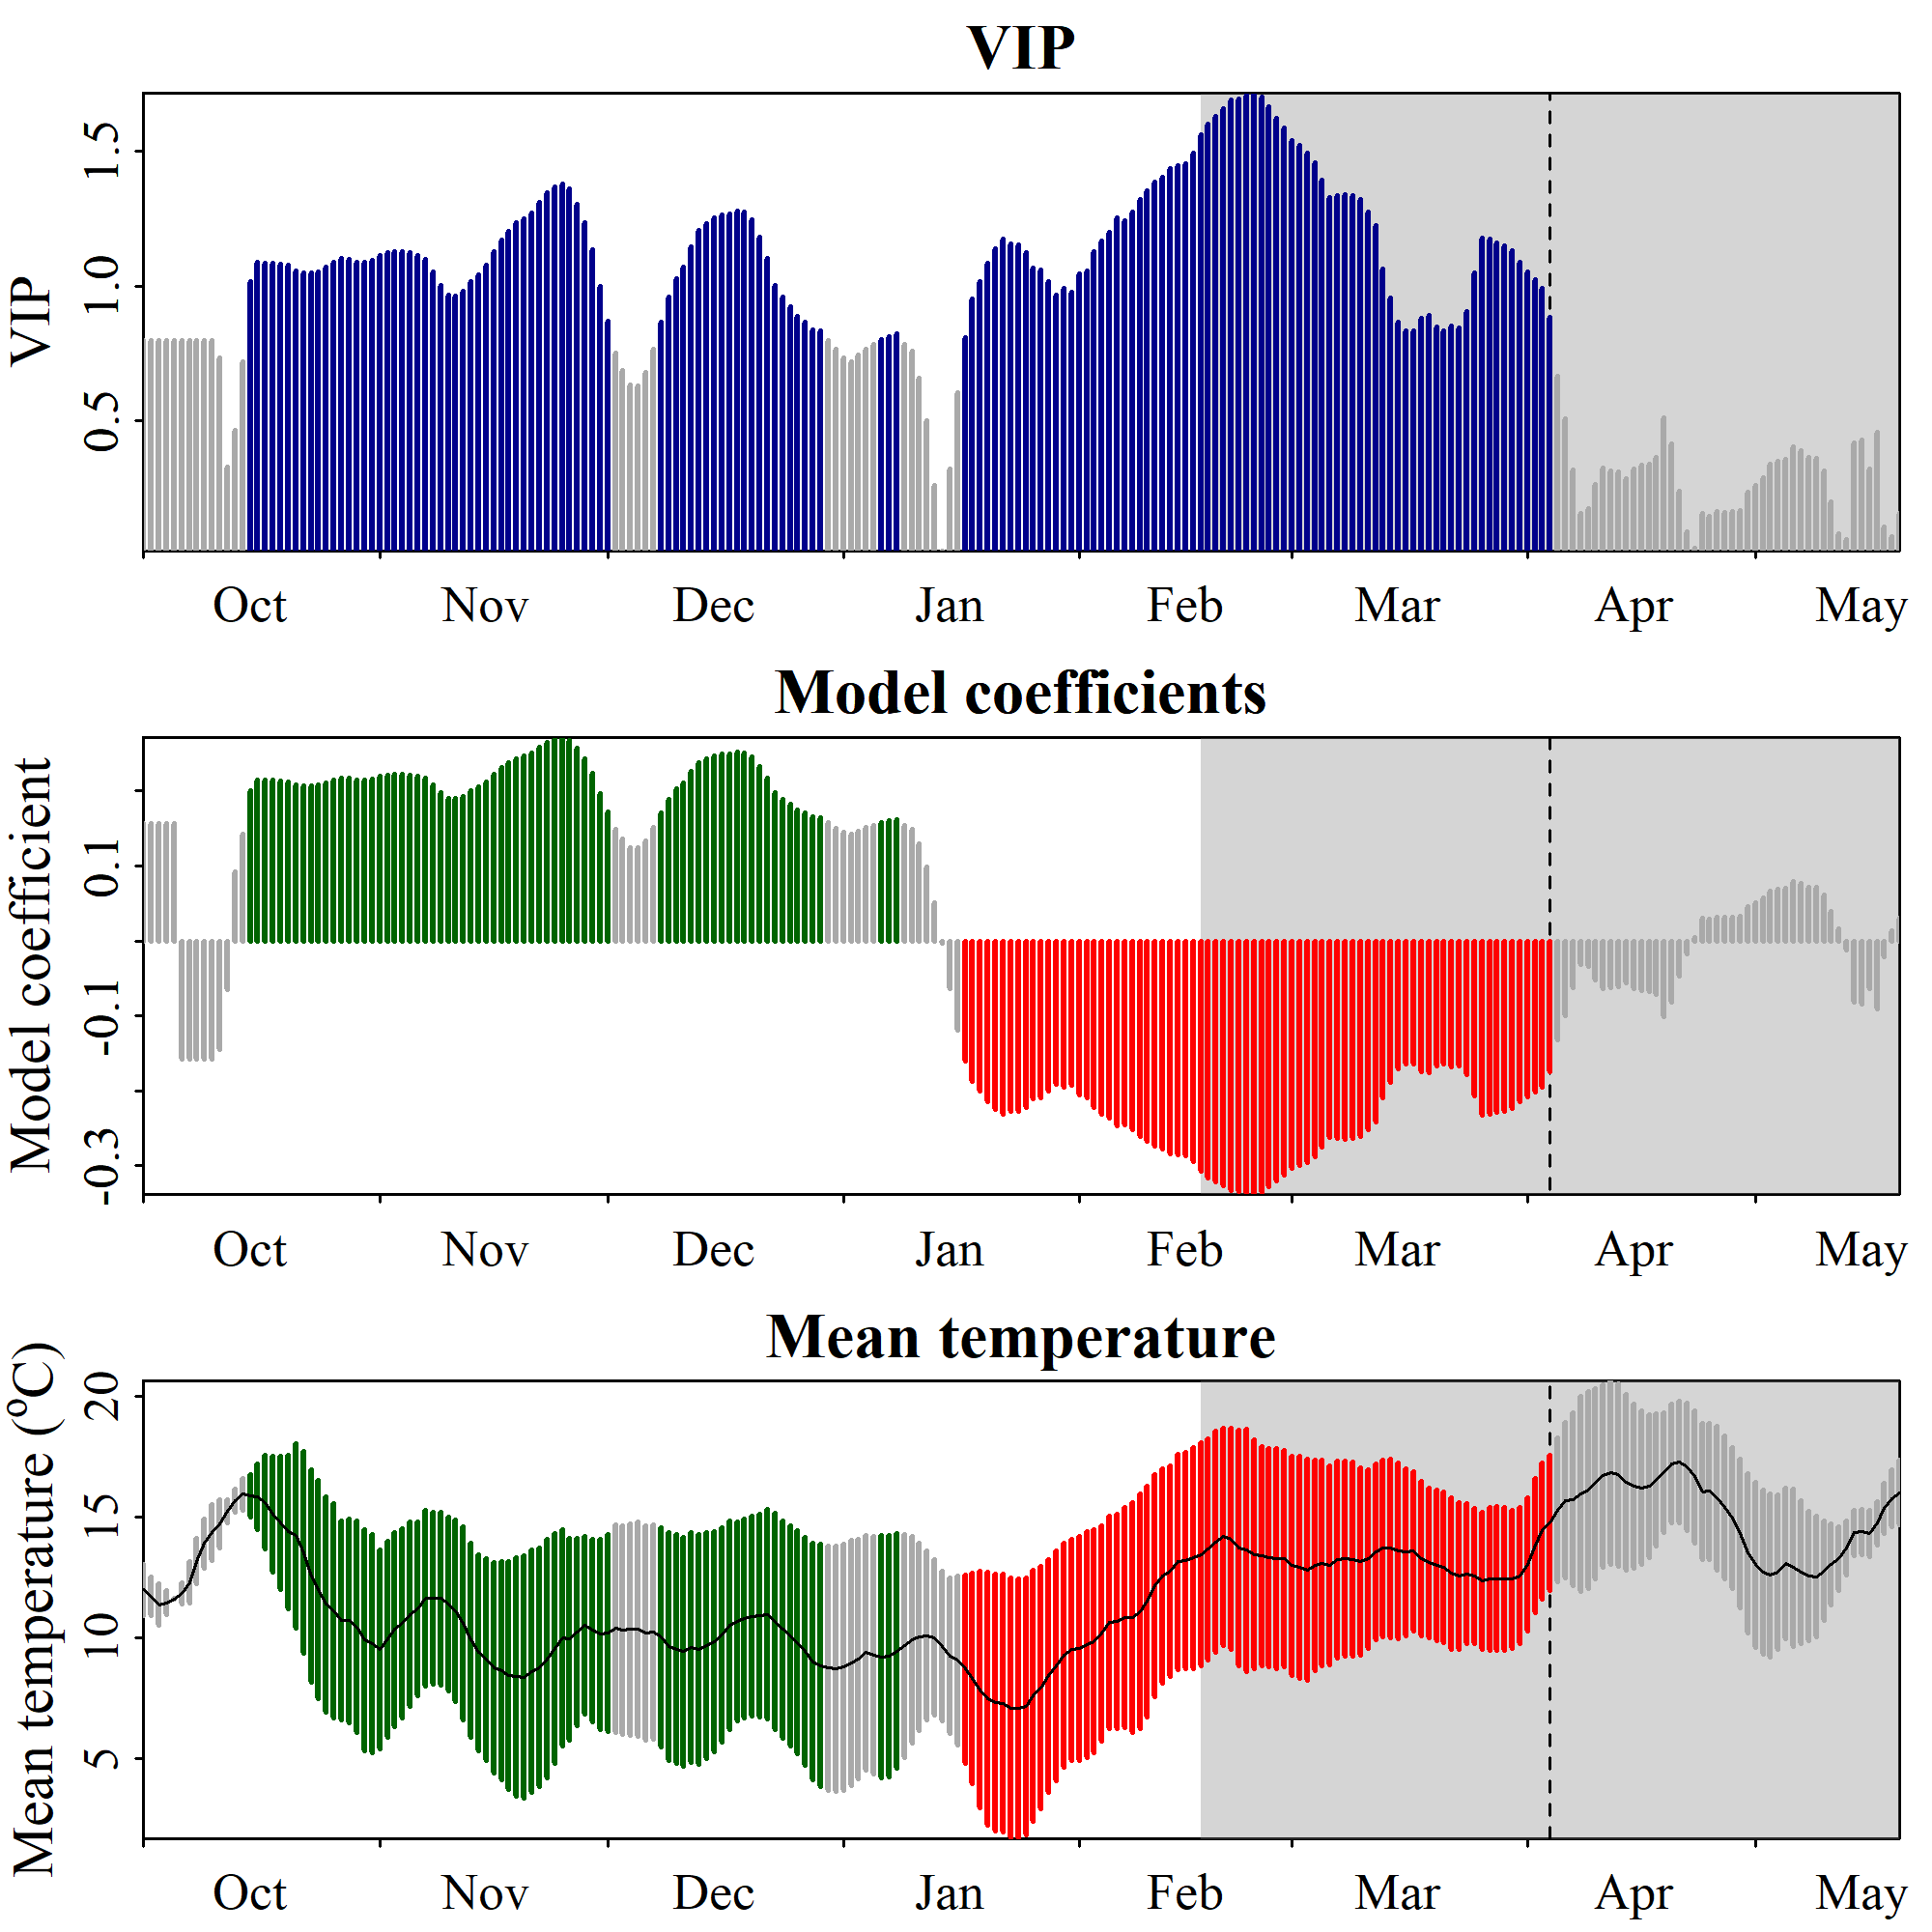 VIP
VIP
1.5
1.0
0.5
Oct Nov Dec Jan Feb Mar Apr May
Model coefficients
Model coefficient
0.1
-0.1
-0.3
Oct Nov Dec Jan Feb Mar Apr May
Mean temperature
Mean temperature (ºC)
20
15
10
5
Oct Nov Dec Jan Feb Mar Apr May